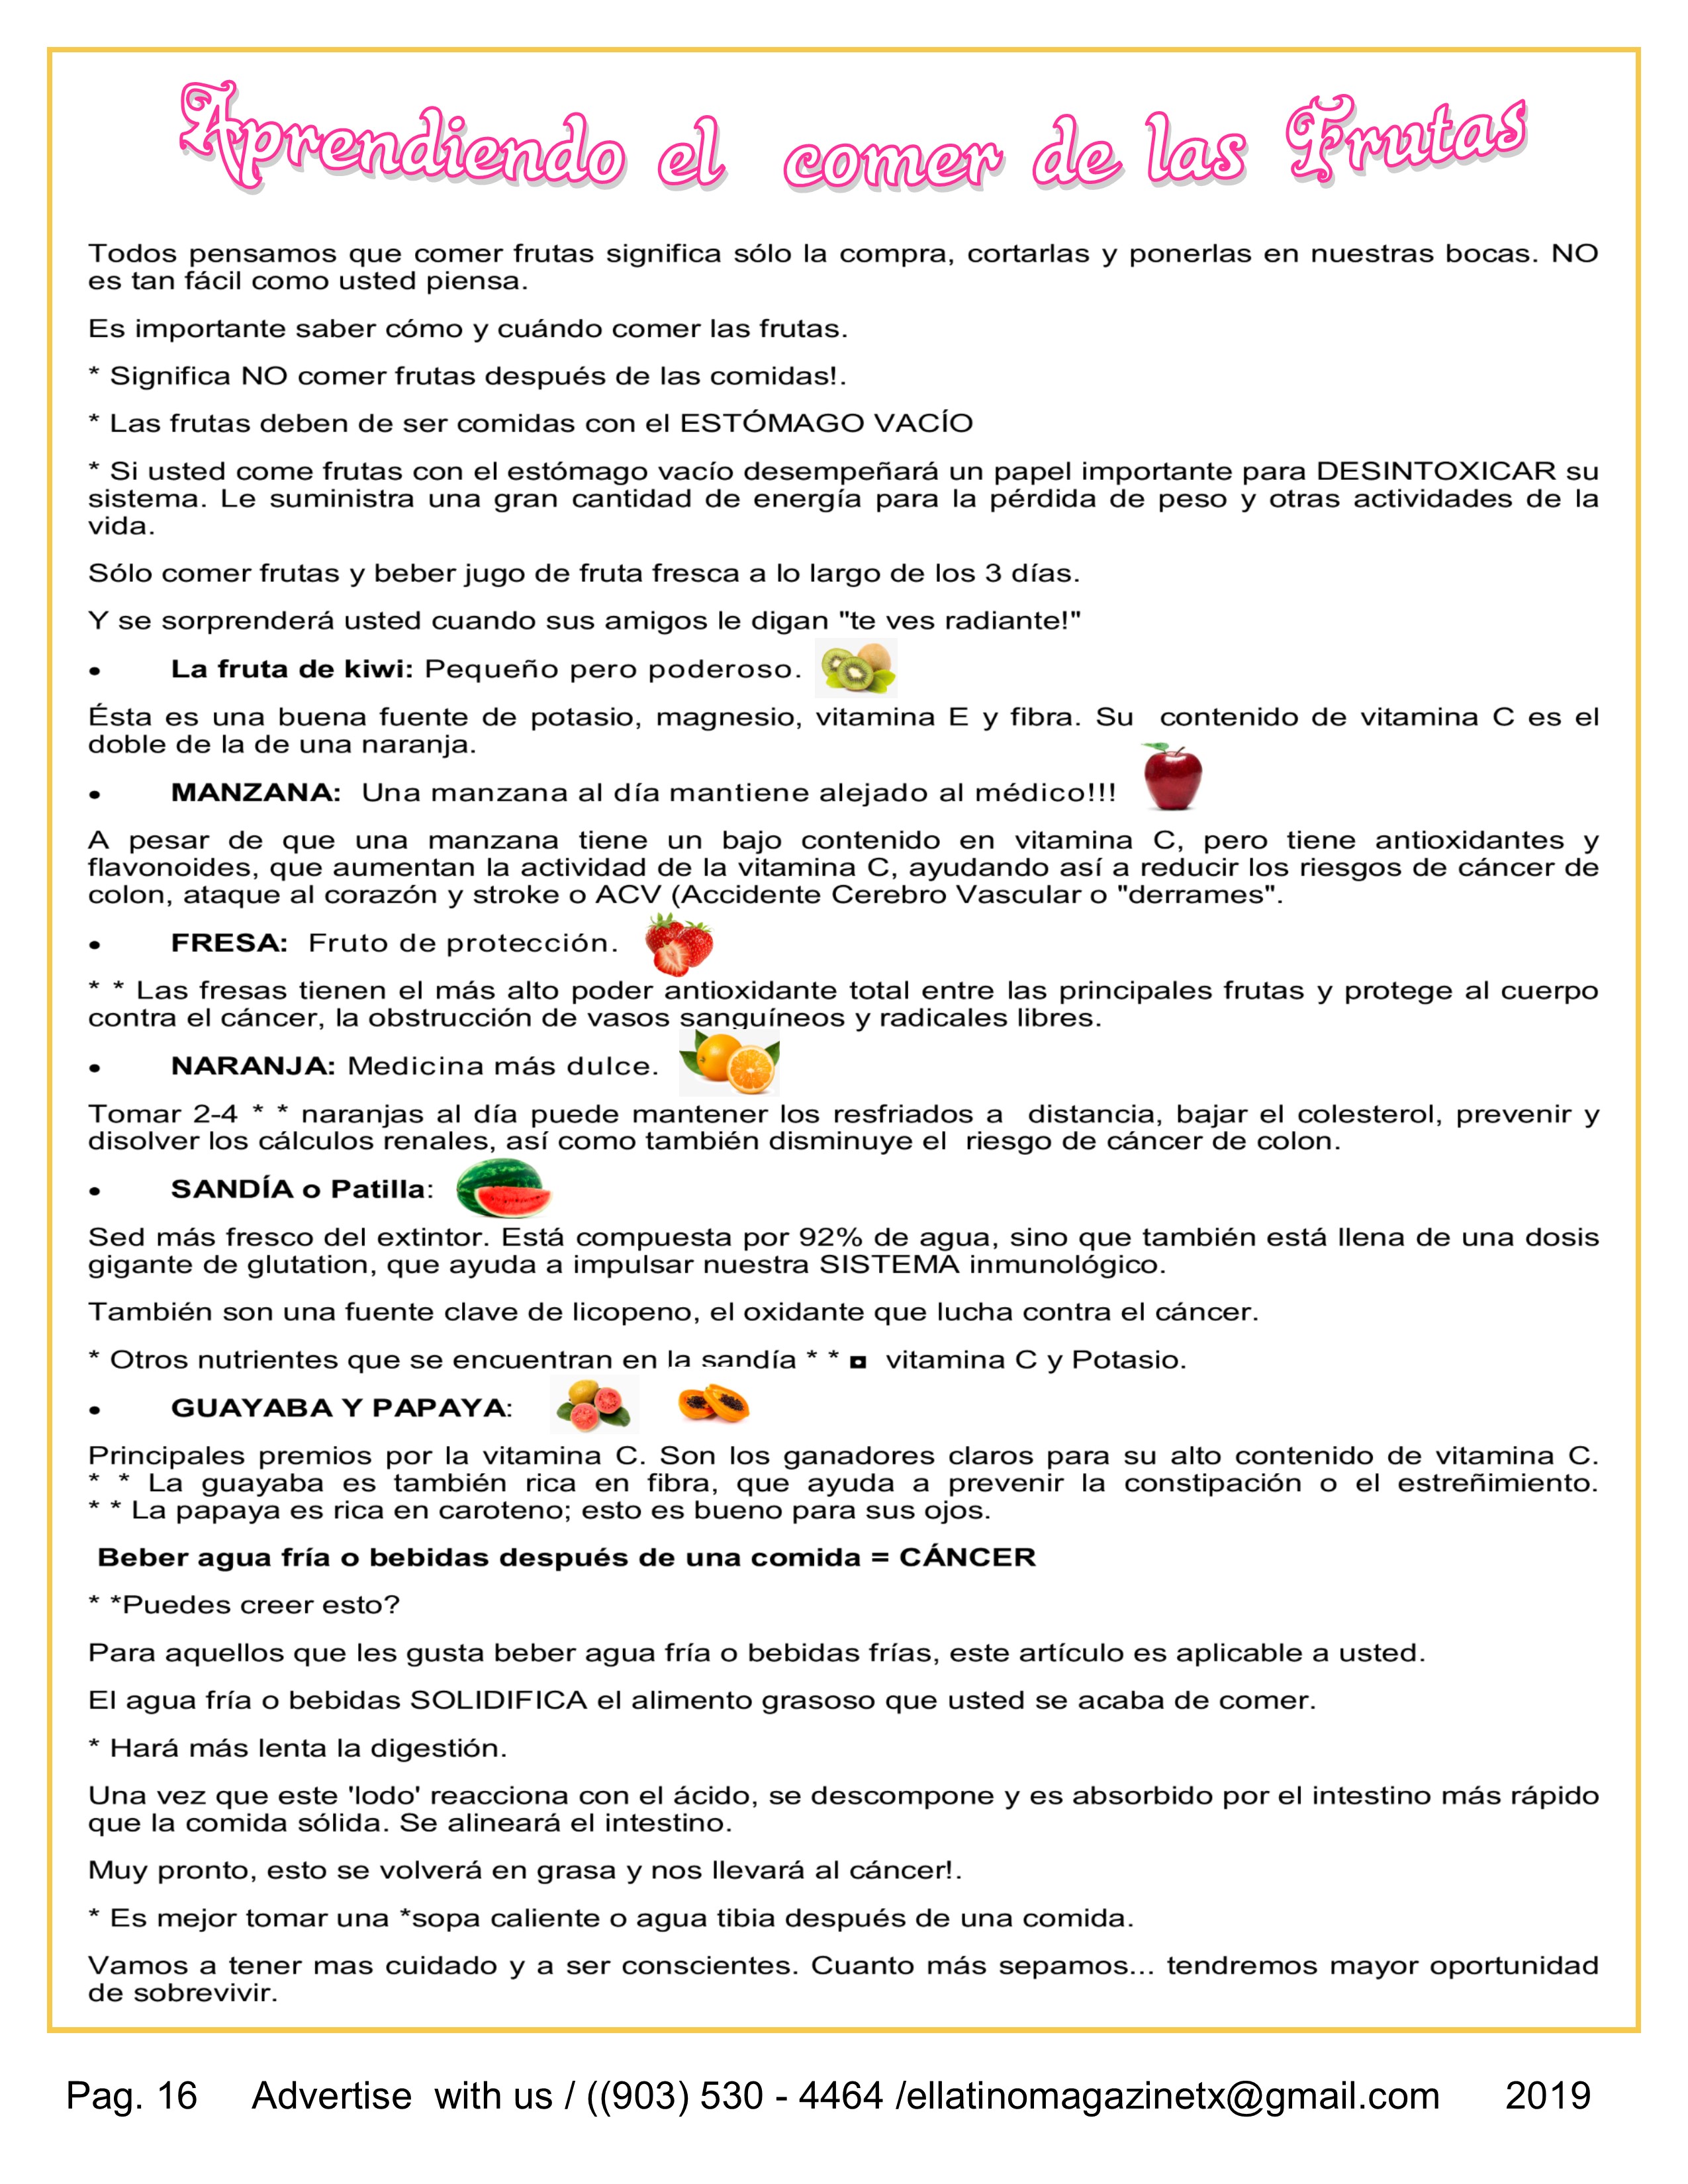 Aprendiendo el comer de las Frutas
Todos pensamos que comer frutas significa sólo la compra, cortarlas y ponerlas en nuestras bocas. NO
es tan fácil como usted piensa.
Es importante saber cómo y cuándo comer las frutas.
* Significa NO comer frutas después de las comidas!.
* Las frutas deben de ser comidas con el ESTÓMAGO VACÍO
* Si usted come frutas con el estómago vacío desempeñará un papel importante para DESINTOXICAR su
sistema. Le suministra una gran cantidad de energía para la pérdida de peso y otras actividades de la
vida.
Sólo comer frutas y beber jugo de fruta fresca a lo largo de los 3 días.
Y se sorprenderá usted cuando sus amigos le digan "te ves radiante!"
• La fruta de kiwi: Pequeño pero poderoso.
Ésta es una buena fuente de potasio, magnesio, vitamina E y fibra. Su contenido de vitamina C es el
doble de la de una naranja.
• MANZANA: Una manzana al día mantiene alejado al médico!!!
A pesar de que una manzana tiene un bajo contenido en vitamina C, pero tiene antioxidantes y
flavonoides, que aumentan la actividad de la vitamina C, ayudando así a reducir los riesgos de cáncer de
colon, ataque al corazón y stroke o ACV (Accidente Cerebro Vascular o "derrames".
• FRESA: Fruto de protección.
* * Las fresas tienen el más alto poder antioxidante total entre las principales frutas y protege al cuerpo
contra el cáncer, la obstrucción de vasos sanguíneos y radicales libres.
• NARANJA: Medicina más dulce.
Tomar 2-4 * * naranjas al día puede mantener los resfriados a distancia, bajar el colesterol, prevenir y
disolver los cálculos renales, así como también disminuye el riesgo de cáncer de colon.
• SANDÍA o Patilla:
Sed más fresco del extintor. Está compuesta por 92% de agua, sino que también está llena de una dosis
gigante de glutation, que ayuda a impulsar nuestra SISTEMA inmunológico.
También son una fuente clave de licopeno, el oxidante que lucha contra el cáncer.
* Otros nutrientes que se encuentran en la sandía * * ◘ vitamina C y Potasio.
• GUAYABA Y PAPAYA:
Principales premios por la vitamina C. Son los ganadores claros para su alto contenido de vitamina C.
* * La guayaba es también rica en fibra, que ayuda a prevenir la constipación o el estreñimiento.
* * La papaya es rica en caroteno; esto es bueno para sus ojos.
Beber agua fría o bebidas después de una comida = CÁNCER
* *Puedes creer esto?
Para aquellos que les gusta beber agua fría o bebidas frías, este artículo es aplicable a usted.
El agua fría o bebidas SOLIDIFICA el alimento grasoso que usted se acaba de comer.
* Hará más lenta la digestión.
Una vez que este 'lodo' reacciona con el ácido, se descompone y es absorbido por el intestino más rápido
que la comida sólida. Se alineará el intestino.
Muy pronto, esto se volverá en grasa y nos llevará al cáncer!.
* Es mejor tomar una *sopa caliente o agua tibia después de una comida.
Vamos a tener mas cuidado y a ser conscientes. Cuanto más sepamos... tendremos mayor oportunidad
de sobrevivir.
Pag. 16 Advertise with us / ((903) 530 - 4464 /ellatinomagazinetx@gmail.com 2019